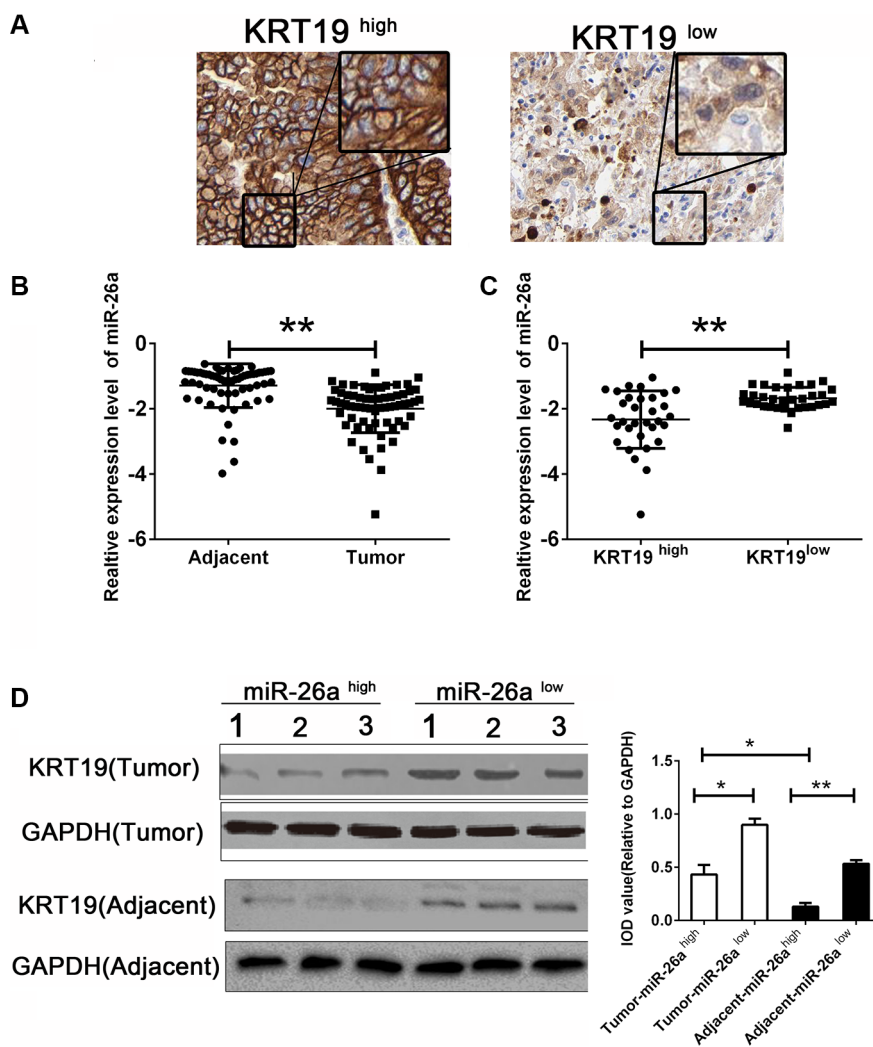 A
KRT19 high
KRT19 low
B
Realtive expression level of miR-26a
0
-2
-4
-6
**
Adjacent
Tumor
C
Realtive expression level of miR-26a
0
-2
-4
-6
**
KRT19 high
KRT19low
D
miR-26a high
miR-26a low
1 2 3 1 2 3
KRT19(Tumor)
GAPDH(Tumor)
KRT19(Adjacent)
GAPDH(Adjacent)
IOD value(Relative to GAPDH)
1.5
1.0
0.5
0.0
*
*
**
Tumor-miR-26a high
Tumor-miR-26a low
Adjacent-miR-26a high
Adjacent-miR-26a low